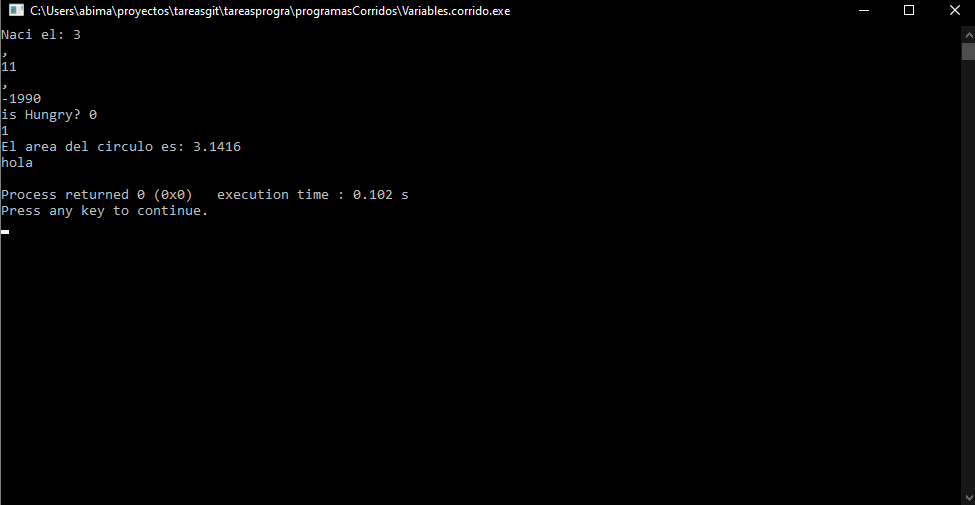 C:\Users\abima\proyectos\tareasgit\tareasprogra\programasCorridos\Variables.corrido.exe
Naci el: 3
,
11
,
-1990
is Hungry? 0
1
El area del circulo es: 3.1416
hola
Process returned 0 (0x0)   execution time : 0.102 s
Press any key to continue.